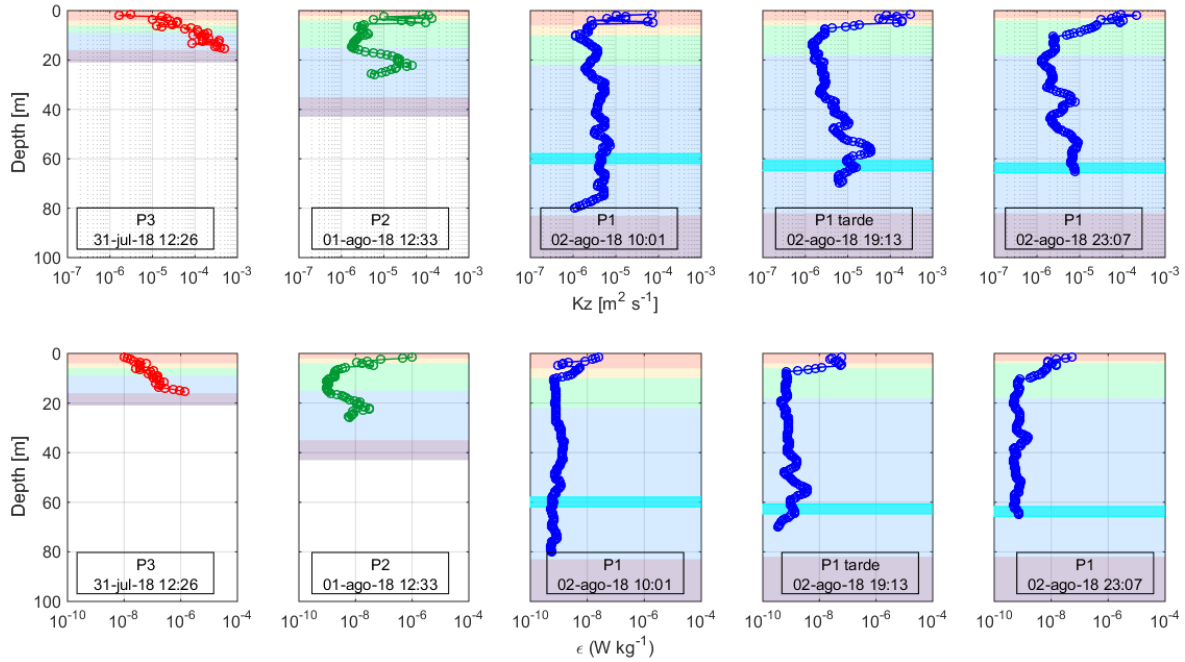 0
20
40
60
80
100
Depth [m]
P3
31-jul-18 12:26
P2
01-ago-18 12:33
P1
02-ago-18 10:01
P1 tarde
02-ago-18 19:13
P1
02-ago-18 23:07
10⁻⁷ 10⁻⁶ 10⁻⁵ 10⁻⁴ 10⁻³
10⁻⁷ 10⁻⁶ 10⁻⁵ 10⁻⁴ 10⁻³
10⁻⁷ 10⁻⁶ 10⁻⁵ 10⁻⁴ 10⁻³
10⁻⁷ 10⁻⁶ 10⁻⁵ 10⁻⁴ 10⁻³
10⁻⁷ 10⁻⁶ 10⁻⁵ 10⁻⁴ 10⁻³
Kz [m² s⁻¹]
0
20
40
60
80
100
Depth [m]
P3
31-jul-18 12:26
P2
01-ago-18 12:33
P1
02-ago-18 10:01
P1 tarde
02-ago-18 19:13
P1
02-ago-18 23:07
10⁻¹⁰ 10⁻⁸ 10⁻⁶ 10⁻⁴
10⁻¹⁰ 10⁻⁸ 10⁻⁶ 10⁻⁴
10⁻¹⁰ 10⁻⁸ 10⁻⁶ 10⁻⁴
10⁻¹⁰ 10⁻⁸ 10⁻⁶ 10⁻⁴
10⁻¹⁰ 10⁻⁸ 10⁻⁶ 10⁻⁴
ϵ (W kg⁻¹)